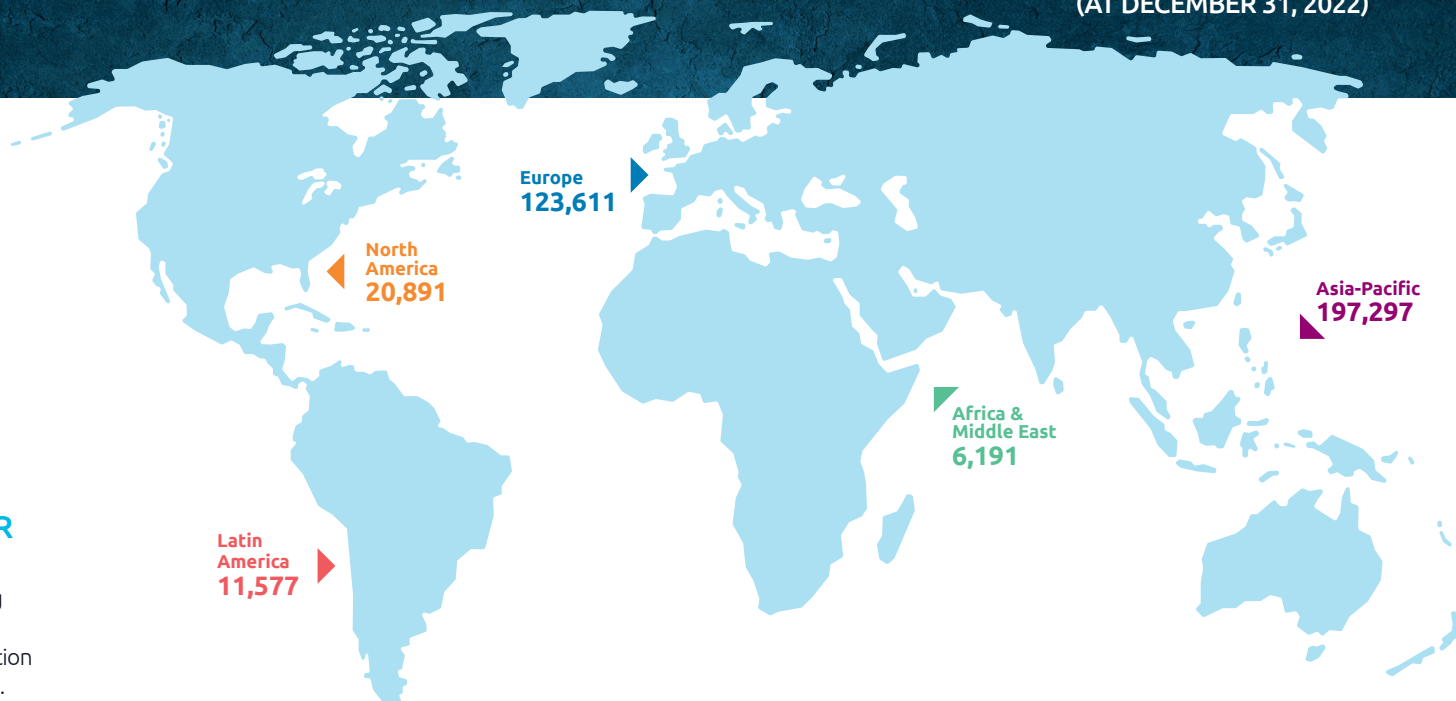 (AT DECEMBER 31, 2022)
Europe
123,611
North
America
20,891
Asia-Pacific
197,297
Africa &
Middle East
6,191
Latin
America
11,577
R
tion
.